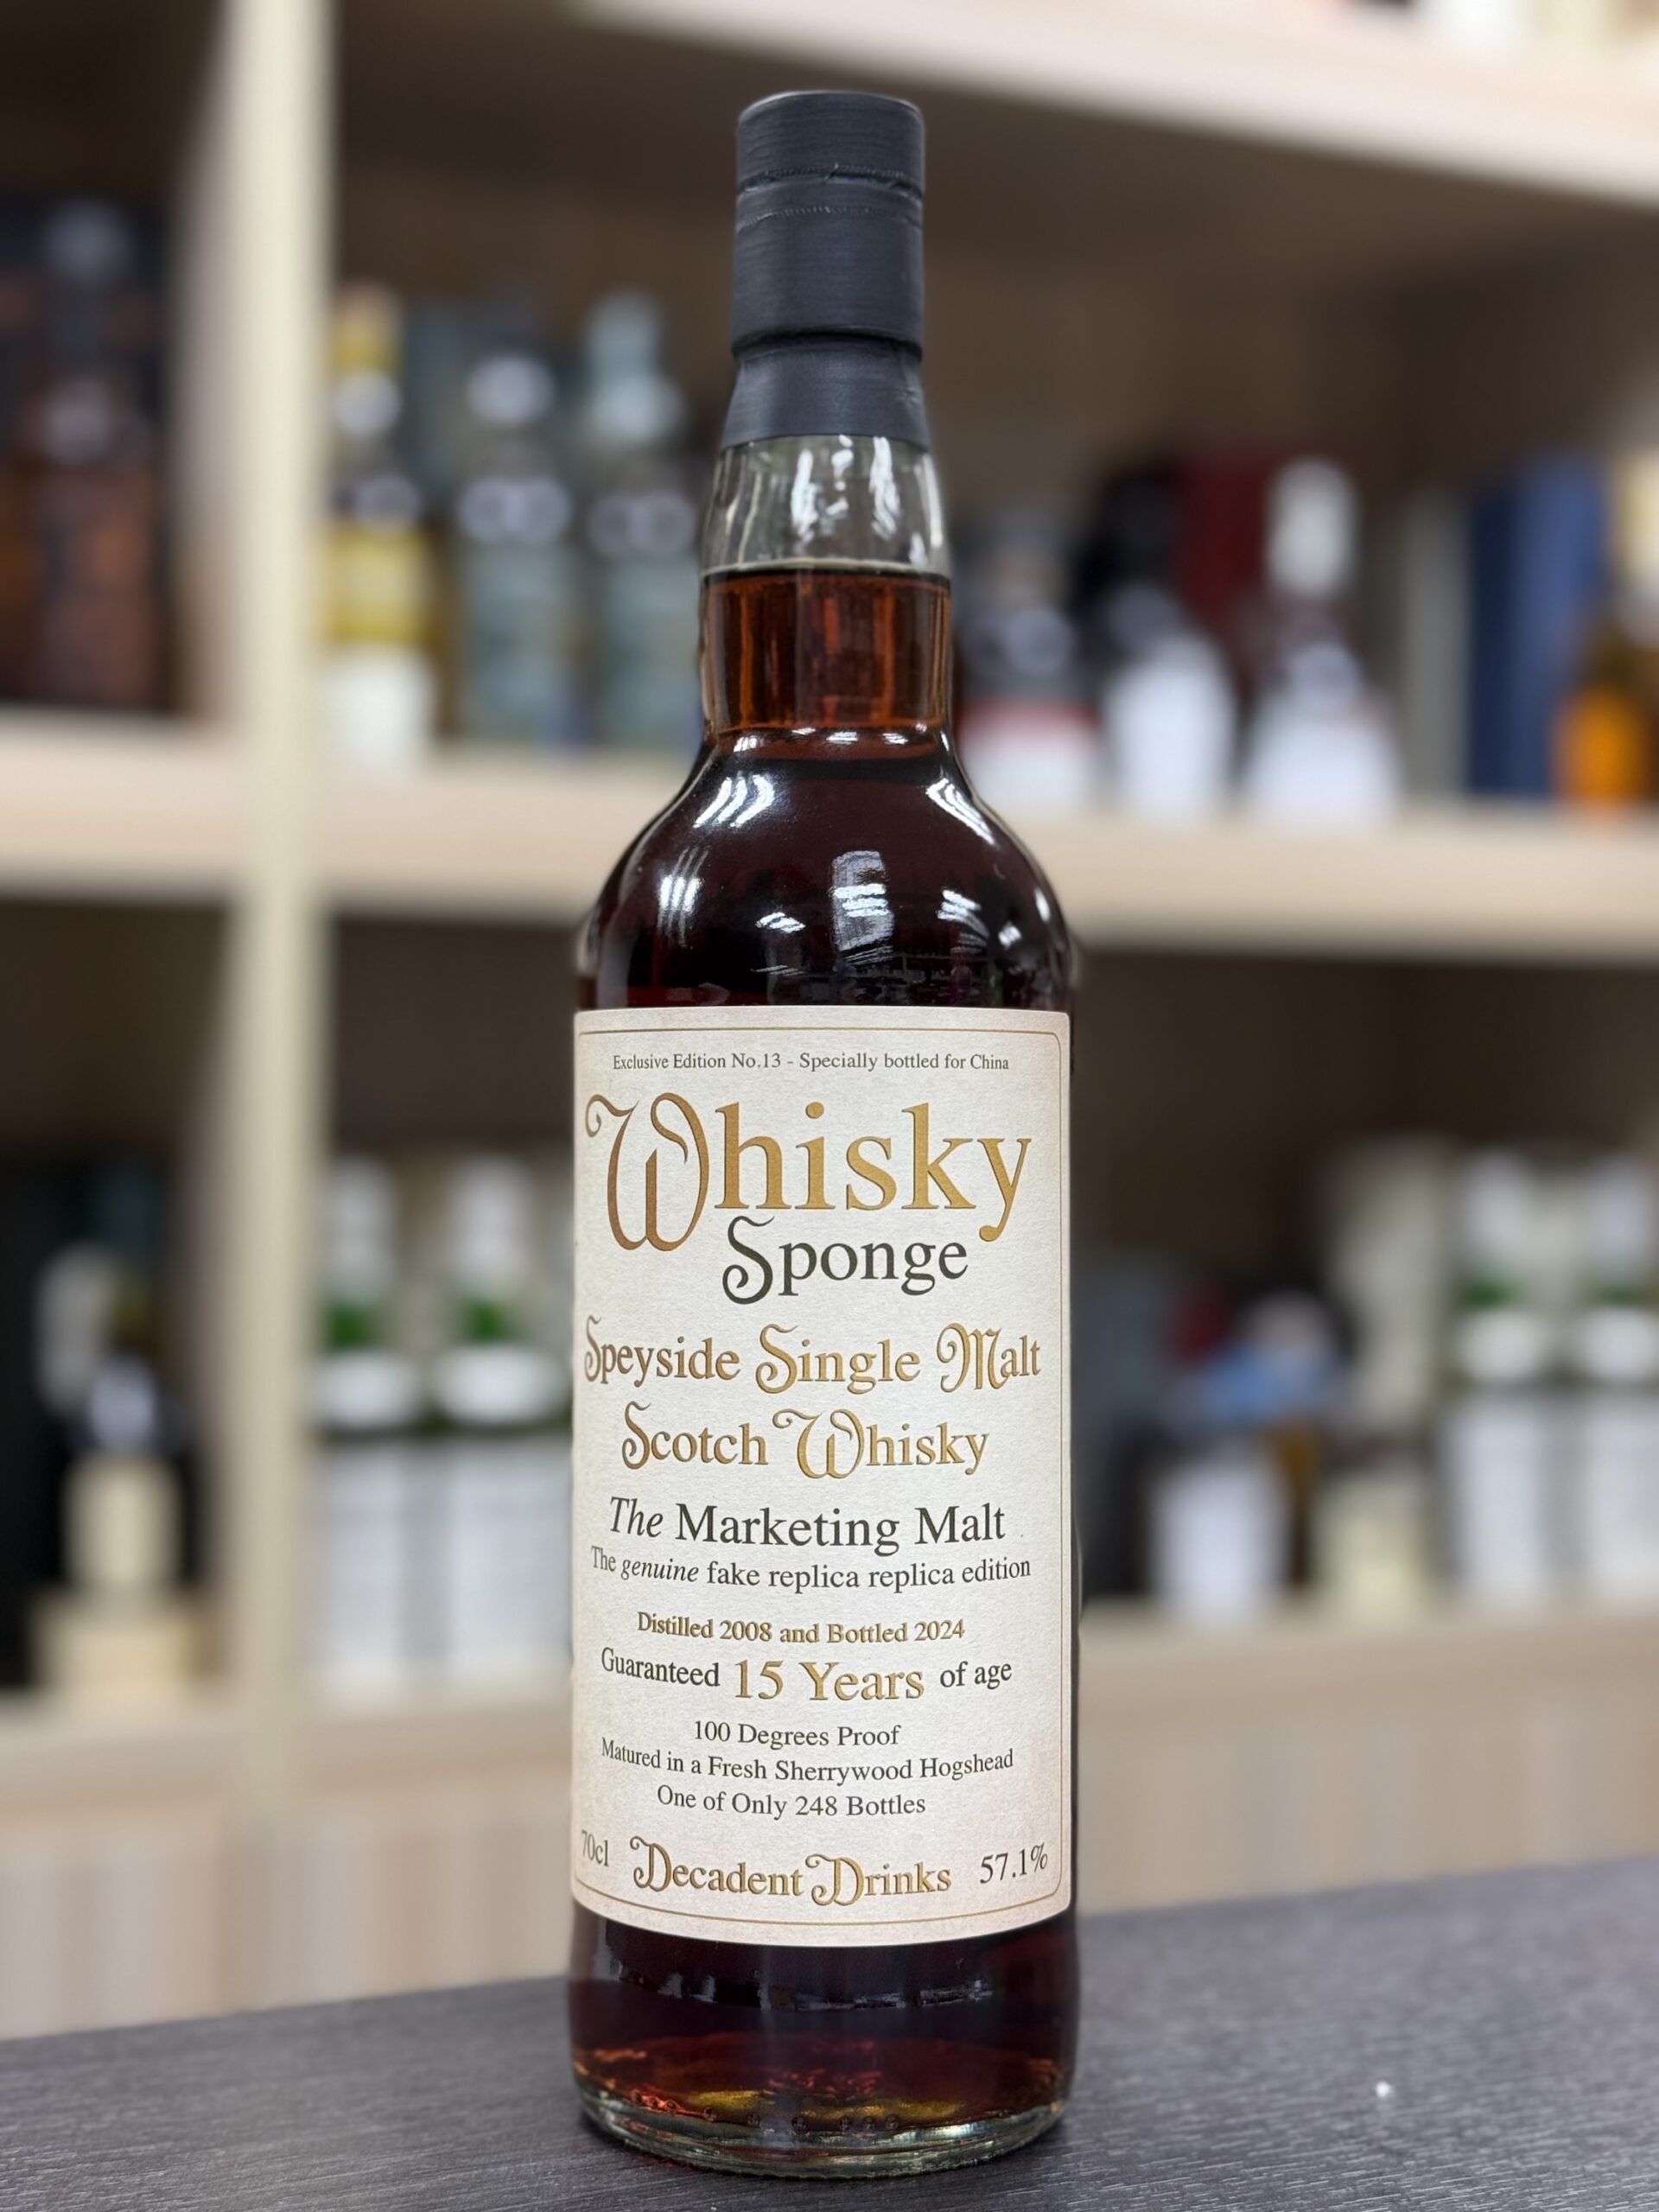 Exclusive Edition No.13 - Specially bottled for China
Whisky
Sponge
Speyside Single Malt
Scotch Whisky
The Marketing Malt
The genuine fake replica replica edition
Distilled 2008 and Bottled 2024
Guaranteed 15 Years of age
100 Degrees Proof
Matured in a Fresh Sherrywood Hogshead
One of Only 248 Bottles
70cl Decadent Drinks 57.1%